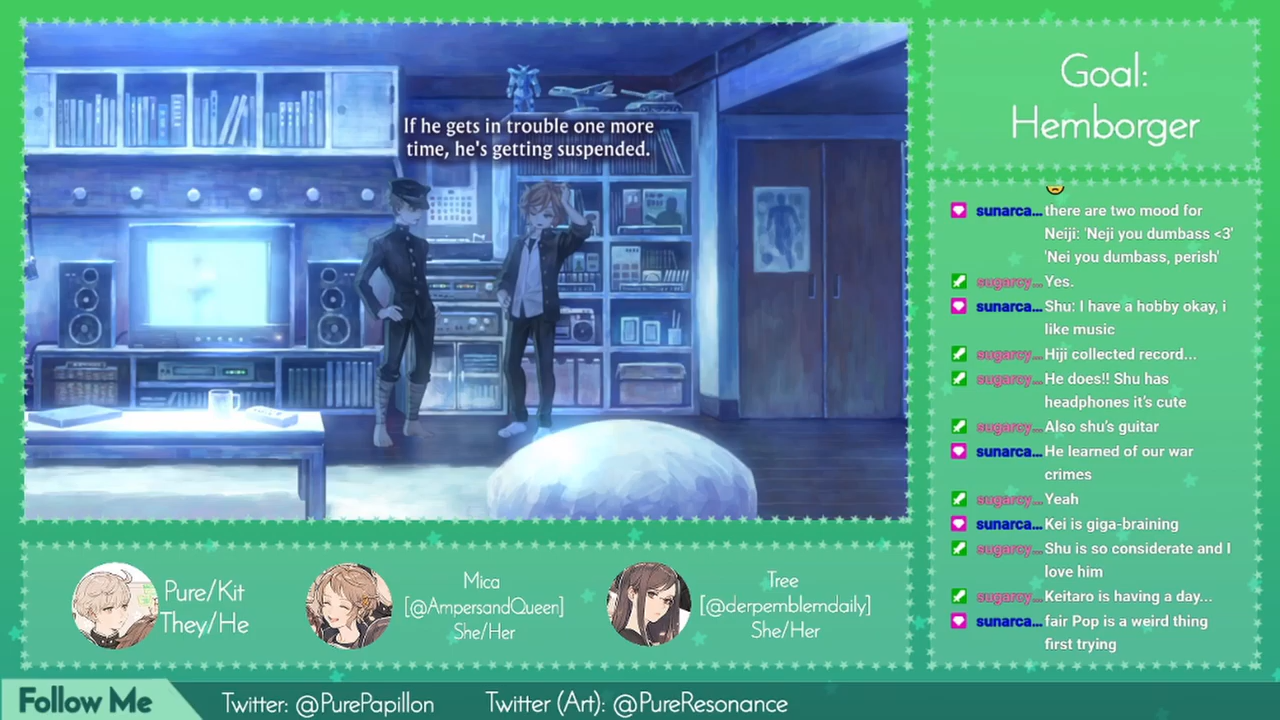 If he gets in trouble one more
time, he's getting suspended.
Goal:
Hemborger
sunarca... there are two mood for
Neiji: 'Neji you dumbass <3'
'Nei you dumbass, perish'
sugarcy... Yes.
sunarca... Shu: I have a hobby okay, i
like music
sugarcy... Hiji collected record...
sugarcy... He does!! Shu has
headphones it's cute
sugarcy... Also shu's guitar
sunarca... He learned of our war
crimes
sugarcy... Yeah
sunarca... Kei is giga-braining
sugarcy... Shu is so considerate and I
love him
sugarcy... Keitaro is having a day...
sunarca... fair Pop is a weird thing
first trying
Pure/Kit
They/He
Mica
[@AmpersandQueen]
She/Her
Tree
[@derpemblemdaily]
She/Her
Follow Me
Twitter: @PurePapillon
Twitter (Art): @PureResonance